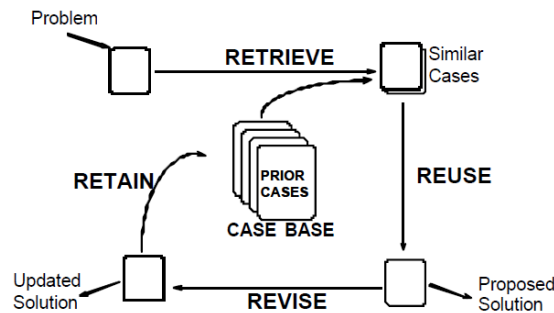 Problem
RETRIEVE
Similar
Cases
RETAIN
PRIOR
CASES
CASE BASE
REUSE
Updated
Solution
REVISE
Proposed
Solution